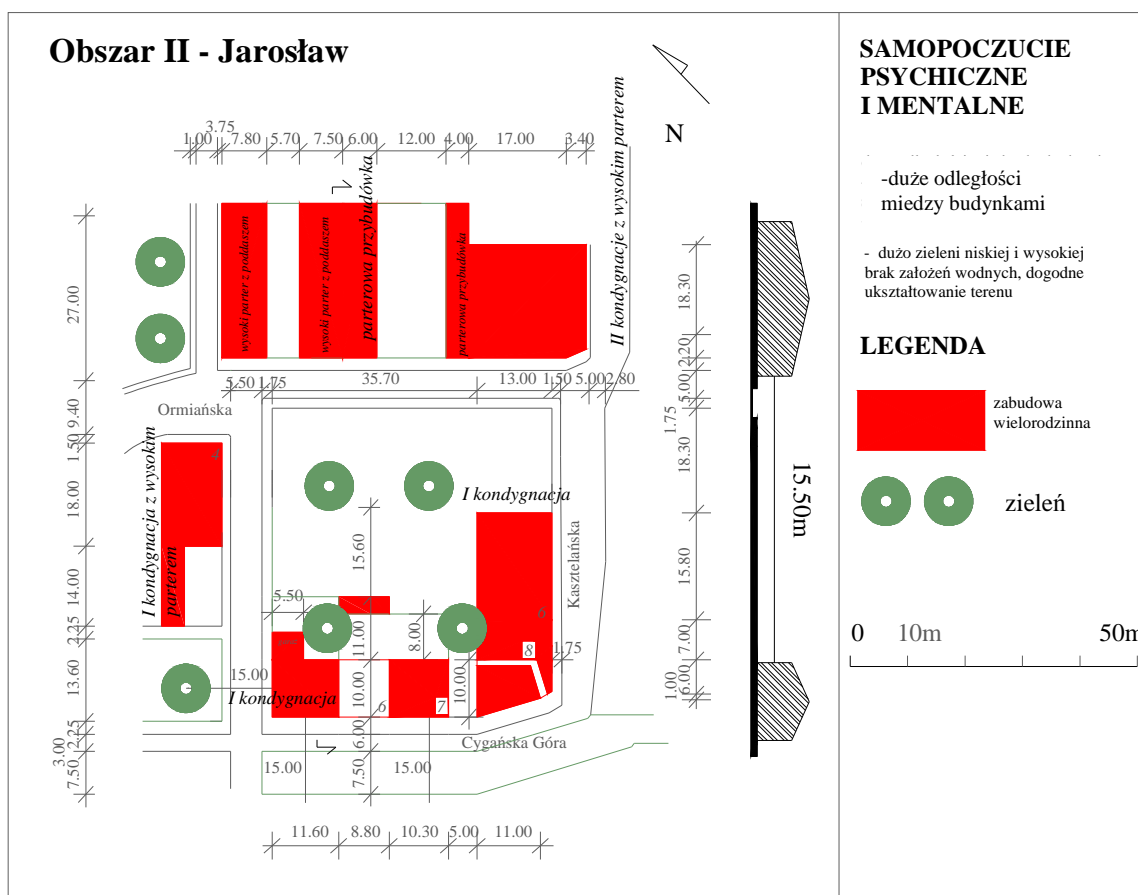 Obszar II - Jarosław
N
3.75
1.00 7.80 5.70 7.50 6.00 12.00 4.00 17.00 3.40
wysoki parter z poddaszem
wysoki parter z poddaszem
parterowa przybudówka
parterowa przybudówka
II kondygnacje z wysokim parterem
27.00
9.40
1.50
18.00
14.00
2.25
13.60
2.25
3.00
7.50
5.50 1.75 35.70 13.00 1.50 5.00 2.80
Ormiańska
4
I kondygnacja z wysokim
parterem
I kondygnacja
Kasztelańska
15.60
5.50
11.00
8.00
6
8
1.75
15.00
I kondygnacja
10.00
6
7
10.00
6.00
Cygańska Góra
7.50
15.00
15.00
11.60 8.80 10.30 5.00 11.00
18.30
2.20
5.00
1.75
18.30
15.80
7.00
6.00
1.00
15.50m
SAMOPOCZUCIE
PSYCHICZNE
I MENTALNE
-duże odległości
miedzy budynkami
- dużo zieleni niskiej i wysokiej
brak założeń wodnych, dogodne
ukształtowanie terenu
LEGENDA
zabudowa
wielorodzinna
zieleń
0 10m 50m